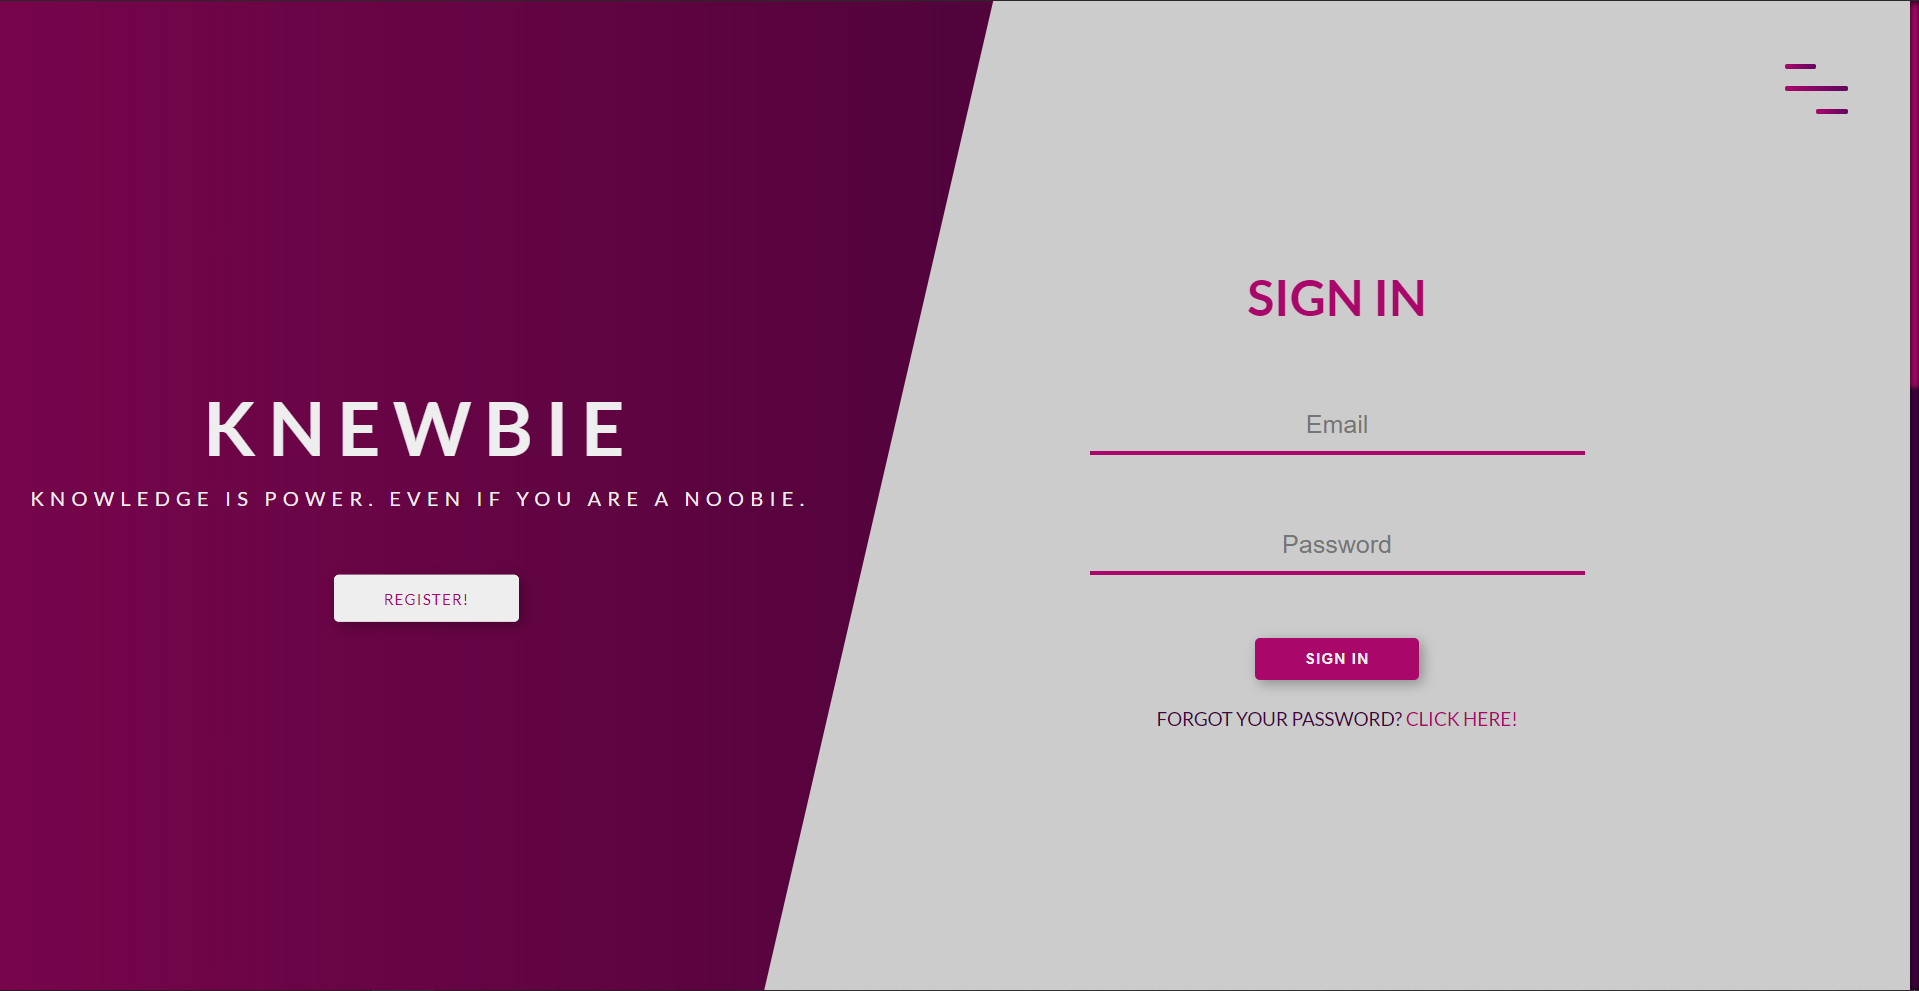 KNEWBIE
KNOWLEDGE IS POWER. EVEN IF YOU ARE A NOOBIE.
REGISTER!
SIGN IN
Email
Password
SIGN IN
FORGOT YOUR PASSWORD? CLICK HERE!